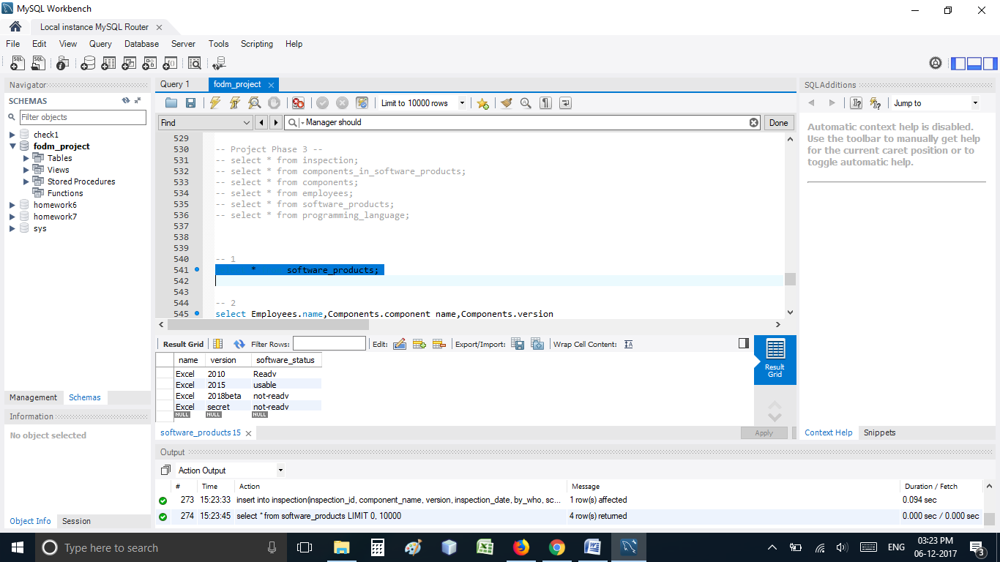 MySQL Workbench
Local instance MySQL Router
File Edit View Query Database Server Tools Scripting Help
Navigator
SCHEMAS
Filter objects
check1
fodm_project
Tables
Views
Stored Procedures
Functions
homework6
homework7
sys
Management Schemas
Information
No object selected
Object Info Session
Query 1 fodm_project
Limit to 10000 rows
Find Manager should Done
529
530 -- Project Phase 3 --
531 -- select * from inspection;
532 -- select * from components_in_software_products;
533 -- select * from components;
534 -- select * from employees;
535 -- select * from software_products;
536 -- select * from programming_language;
537
538
539
540 -- 1
541 * software_products;
542
543
544 -- 2
545 select Employees.name,Components.component name,Components.version
Result Grid Filter Rows: Edit: Export/Import: Wrap Cell Content:
name version software_status
Excel 2010 Ready
Excel 2015 usable
Excel 2018beta not-ready
Excel secret not-ready
NULL NULL NULL
Result Grid
software_products 15
Apply
Output
Action Output
# Time Action Message Duration / Fetch
273 15:23:33 insert into inspection(inspection_id, component_name, version, inspection_date, by_who, sc... 1 row(s) affected 0.094 sec
274 15:23:45 select * from software_products LIMIT 0, 10000 4 row(s) returned 0.000 sec / 0.000 sec
SQLAdditions
Jump to
Automatic context help is disabled.
Use the toolbar to manually get help
for the current caret position or to
toggle automatic help.
Context Help Snippets
Type here to search
ENG
03:23 PM
06-12-2017
3